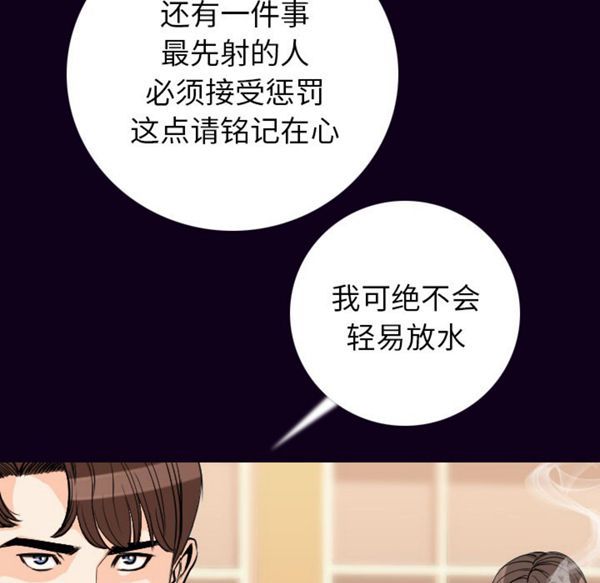 还有一件事
最先射的人
必须接受惩罚
这点请铭记在心
我可绝不会
轻易放水